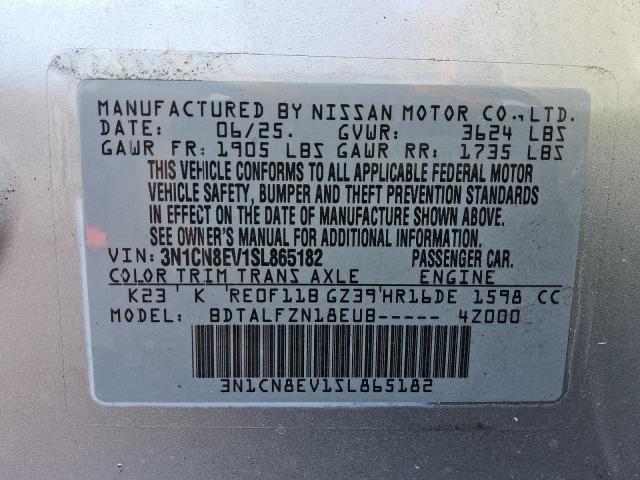 MANUFACTURED BY NISSAN MOTOR CO.,LTD.
DATE: 06/25. GVWR: 3624 LBS
GAWR FR: 1905 LBS GAWR RR: 1735 LBS
THIS VEHICLE CONFORMS TO ALL APPLICABLE FEDERAL MOTOR
VEHICLE SAFETY, BUMPER AND THEFT PREVENTION STANDARDS
IN EFFECT ON THE DATE OF MANUFACTURE SHOWN ABOVE.
SEE OWNER'S MANUAL FOR ADDITIONAL INFORMATION.
VIN: 3N1CN8EV1SL865182 PASSENGER CAR.
COLOR TRIM TRANS AXLE ENGINE
K23 K RE0F11B GZ39 HR16DE 1598 CC
MODEL: BDTALFZN18EUB----- 4Z000
3N1CN8EV1SL865182